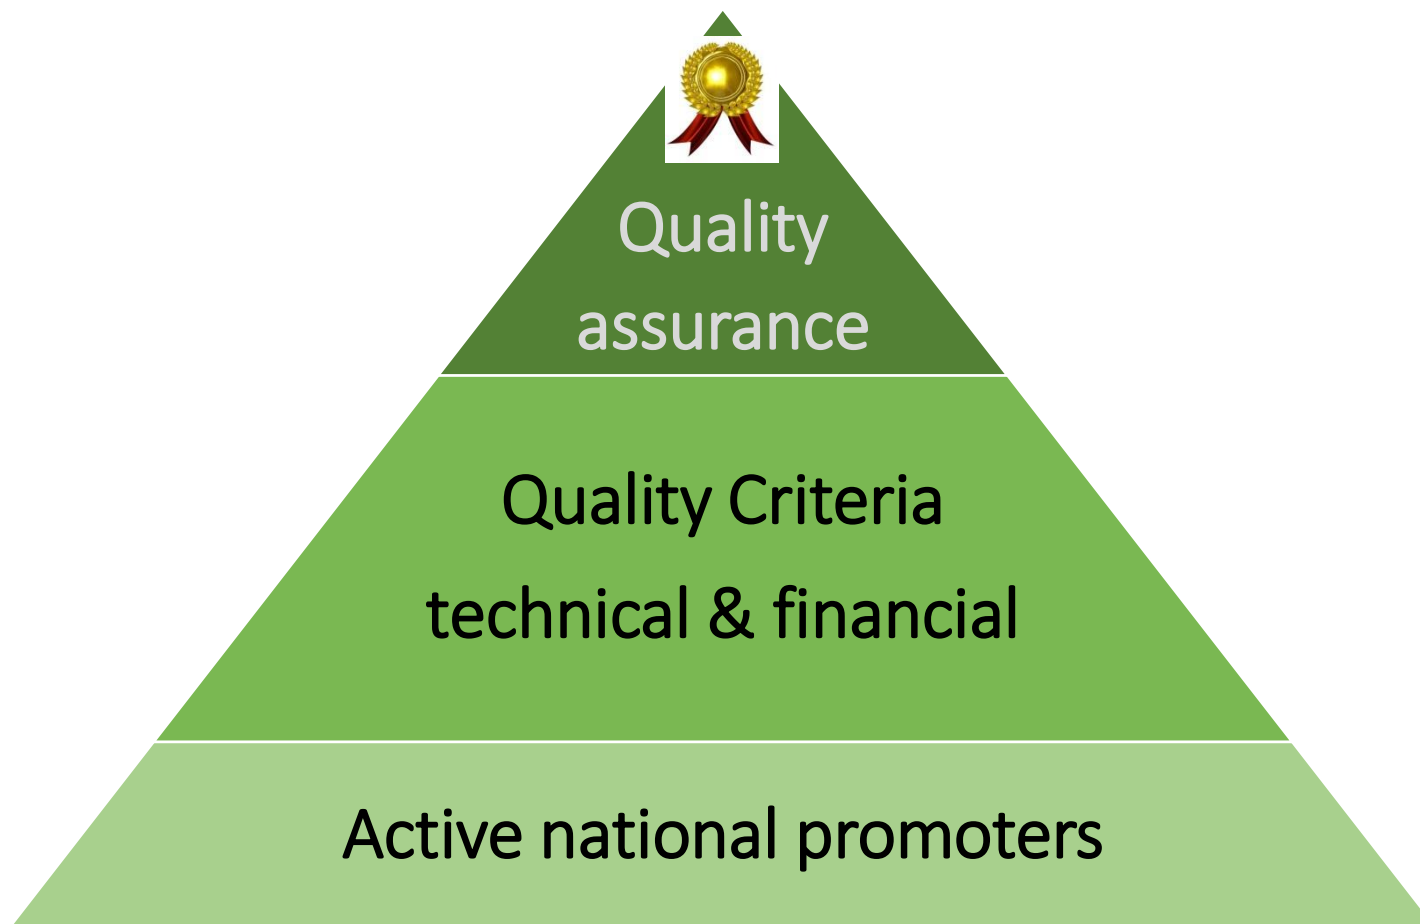 Quality
assurance
Quality Criteria
technical & financial
Active national promoters